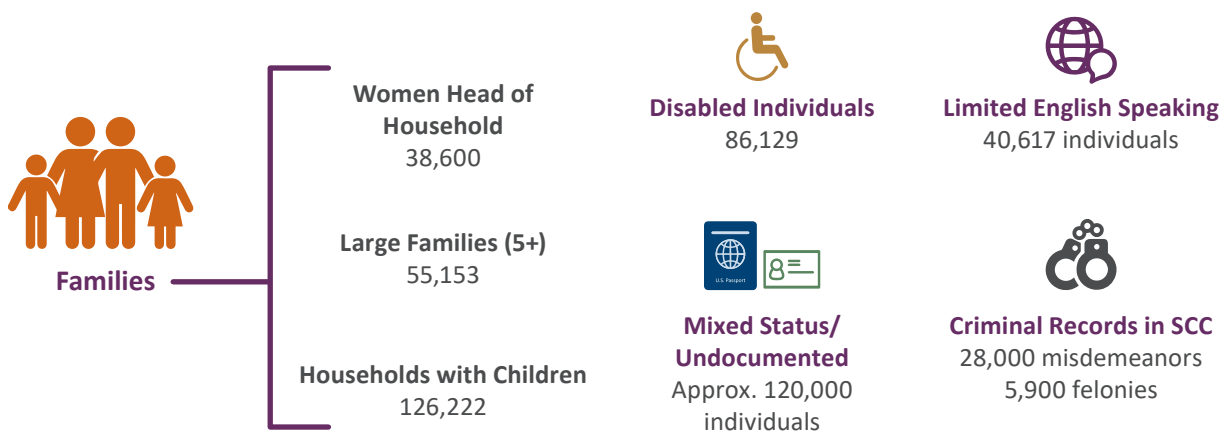 Families
Women Head of
Household
38,600
Large Families (5+)
55,153
Households with Children
126,222
Disabled Individuals
86,129
Limited English Speaking
40,617 individuals
U.S. Passport
Mixed Status/
Undocumented
Approx. 120,000
individuals
Criminal Records in SCC
28,000 misdemeanors
5,900 felonies